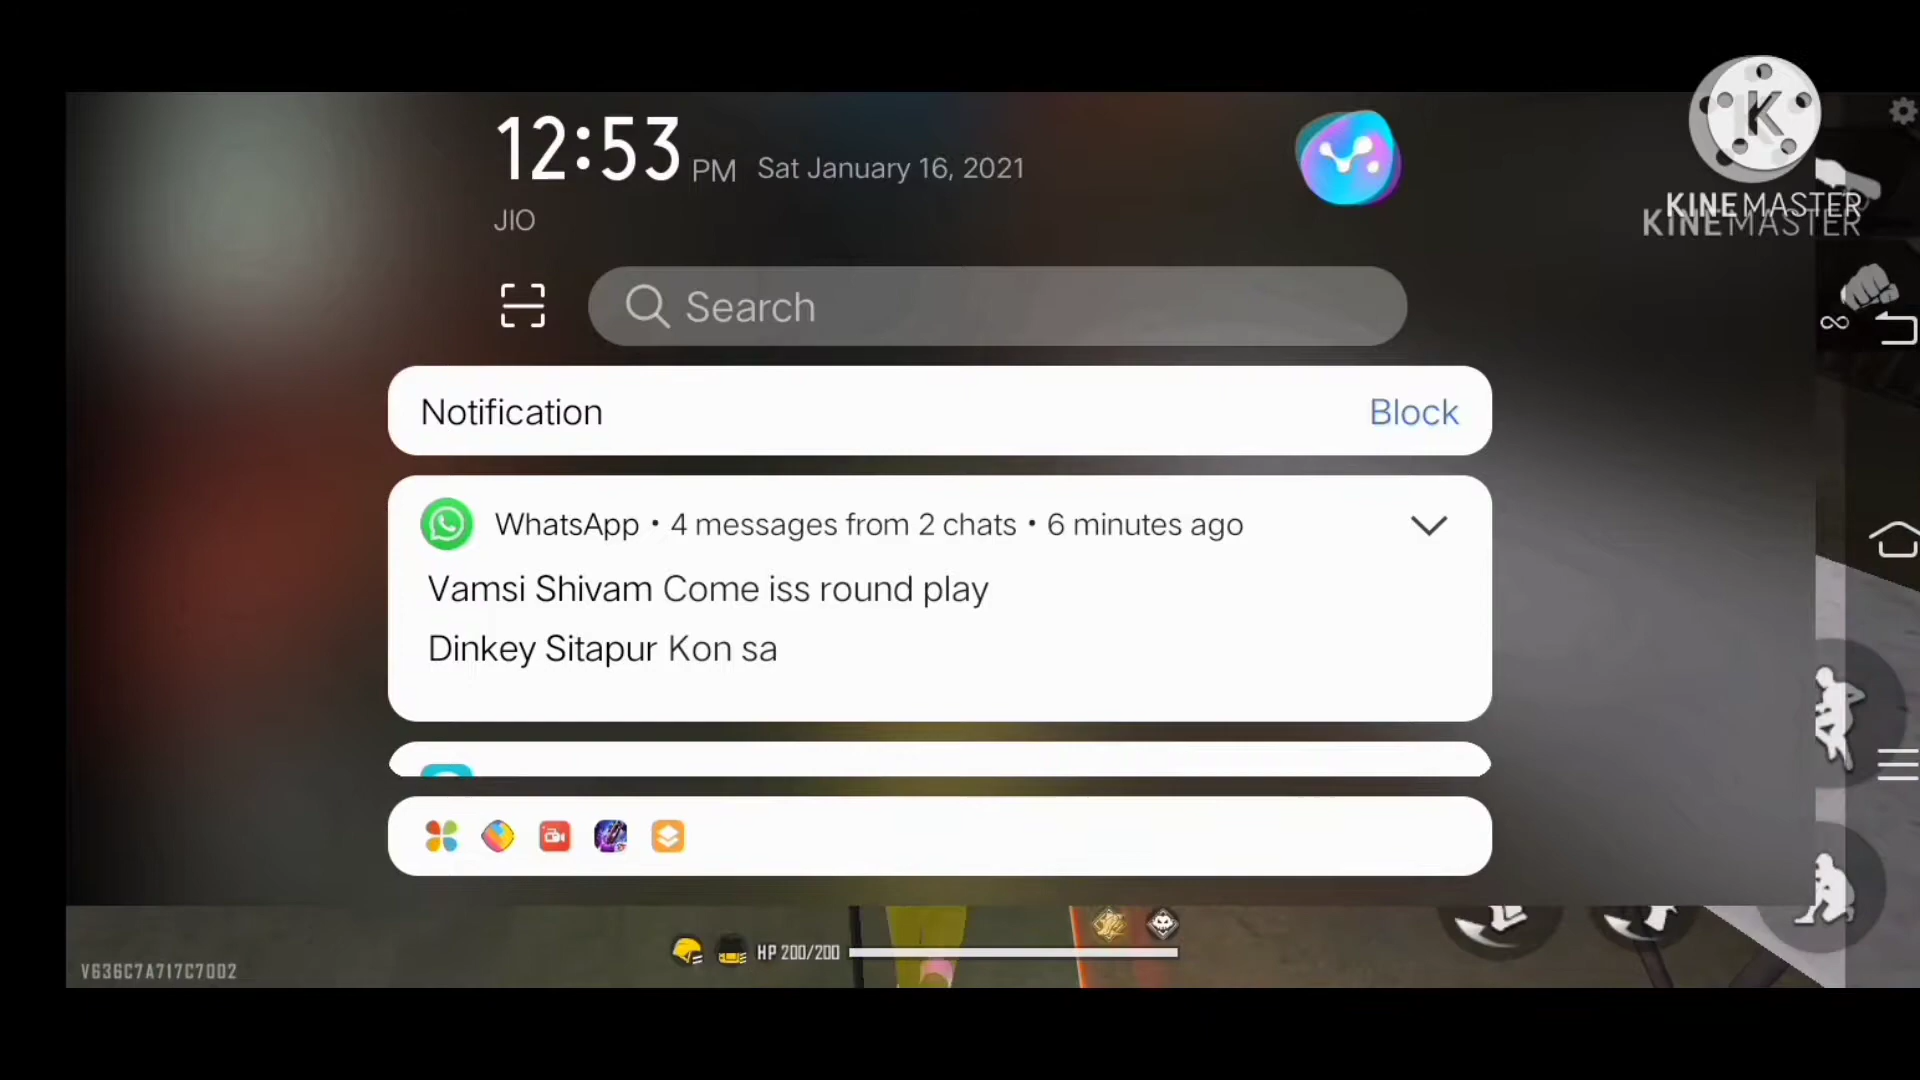 12:53 PM Sat January 16, 2021
JIO
KINEMASTER
KINEMASTER
Search
Notification Block
WhatsApp • 4 messages from 2 chats • 6 minutes ago
Vamsi Shivam Come iss round play
Dinkey Sitapur Kon sa
HP 200/200
V636C7A717C7002